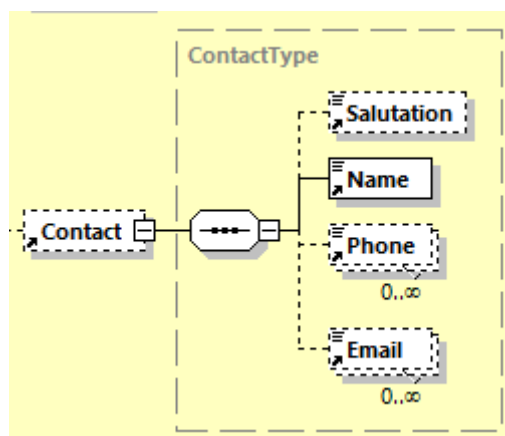 ContactType
Salutation
Name
Contact
Phone
0..∞
Email
0..∞